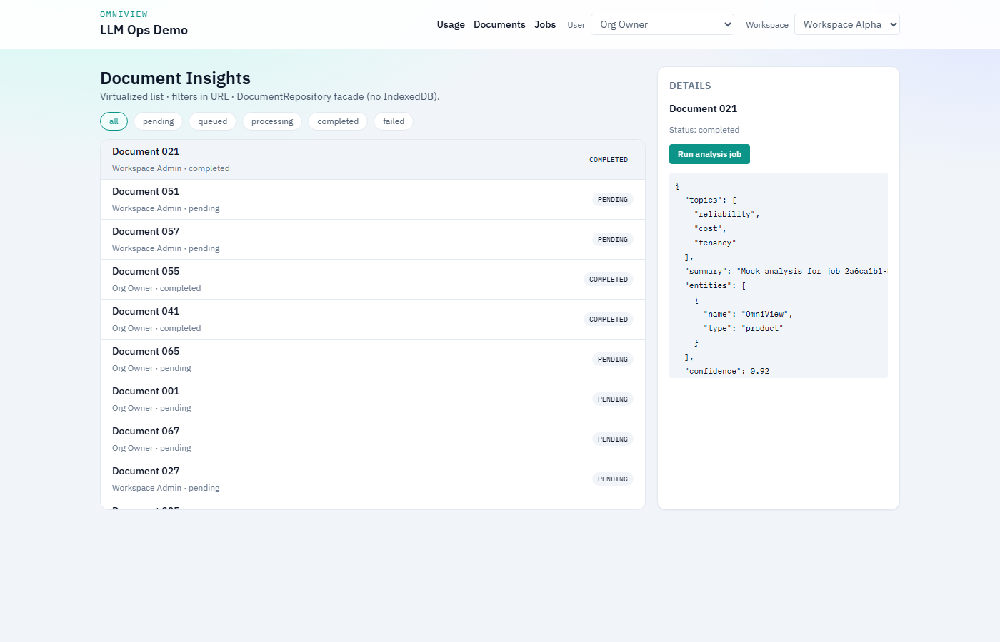 OMNIVIEW
LLM Ops Demo
Usage Documents Jobs User Org Owner Workspace Workspace Alpha
Document Insights
Virtualized list · filters in URL · DocumentRepository facade (no IndexedDB).
all pending queued processing completed failed
Document 021
Workspace Admin · completed
COMPLETED
Document 051
Workspace Admin · pending
PENDING
Document 057
Workspace Admin · pending
PENDING
Document 055
Org Owner · completed
COMPLETED
Document 041
Org Owner · completed
COMPLETED
Document 065
Org Owner · pending
PENDING
Document 001
Org Owner · pending
PENDING
Document 067
Org Owner · pending
PENDING
Document 027
Workspace Admin · pending
PENDING
DETAILS
Document 021
Status: completed
Run analysis job
{
"topics": [
"reliability",
"cost",
"tenancy"
],
"summary": "Mock analysis for job 2a6ca1b1-
"entities": [
{
"name": "OmniView",
"type": "product"
}
],
"confidence": 0.92